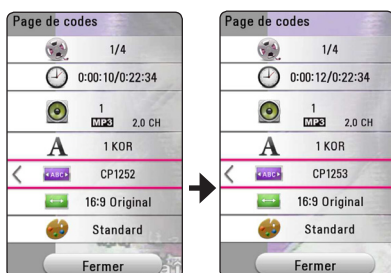 Page de codes
1/4
0:00:10/0:22:34
1
MP3 2,0 CH
A 1 KOR
ABC CP1252
16:9 Original
Standard
Fermer
Page de codes
1/4
0:00:12/0:22:34
1
MP3 2,0 CH
A 1 KOR
ABC CP1253
16:9 Original
Standard
Fermer